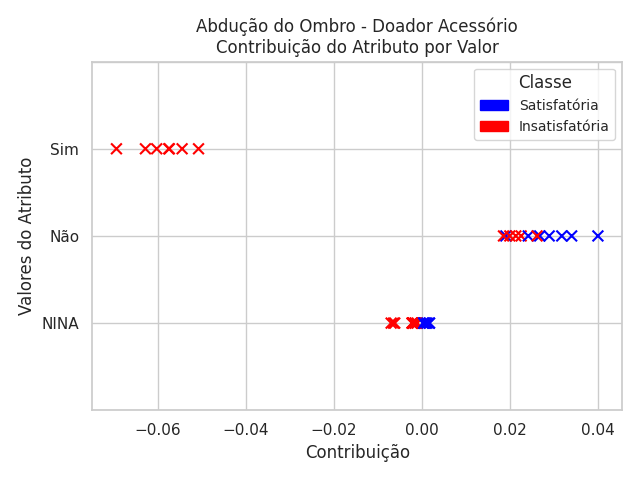 Abdução do Ombro - Doador Acessório
Contribuição do Atributo por Valor
Classe
Satisfatória
Insatisfatória
Valores do Atributo
Sim
Não
NINA
−0.06 −0.04 −0.02 0.00 0.02 0.04
Contribuição